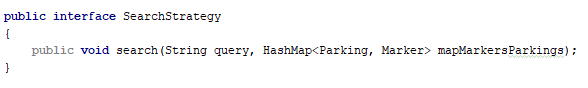 public interface SearchStrategy
{
    public void search(String query, HashMap<Parking, Marker> mapMarkersParkings);
}